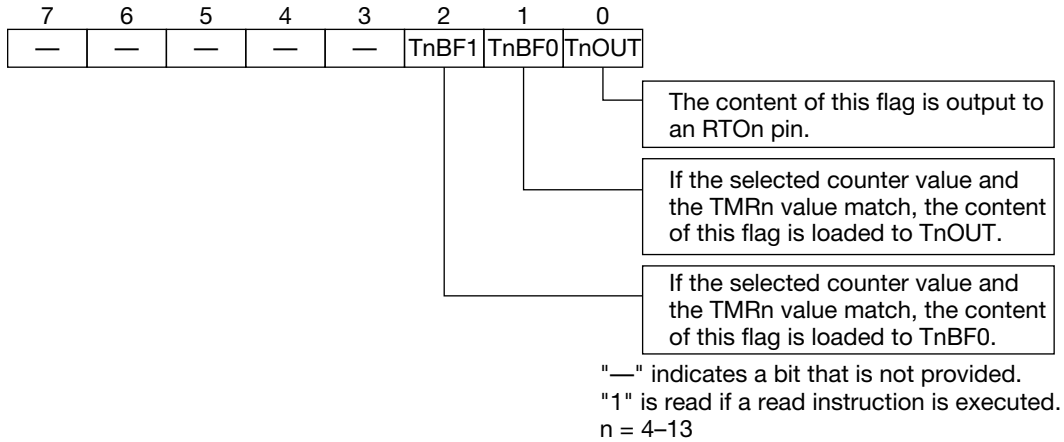 7 6 5 4 3 2 1 0
— — — — — TnBF1 TnBF0 TnOUT
The content of this flag is output to
an RTOn pin.
If the selected counter value and
the TMRn value match, the content
of this flag is loaded to TnOUT.
If the selected counter value and
the TMRn value match, the content
of this flag is loaded to TnBF0.
"—" indicates a bit that is not provided.
"1" is read if a read instruction is executed.
n = 4–13